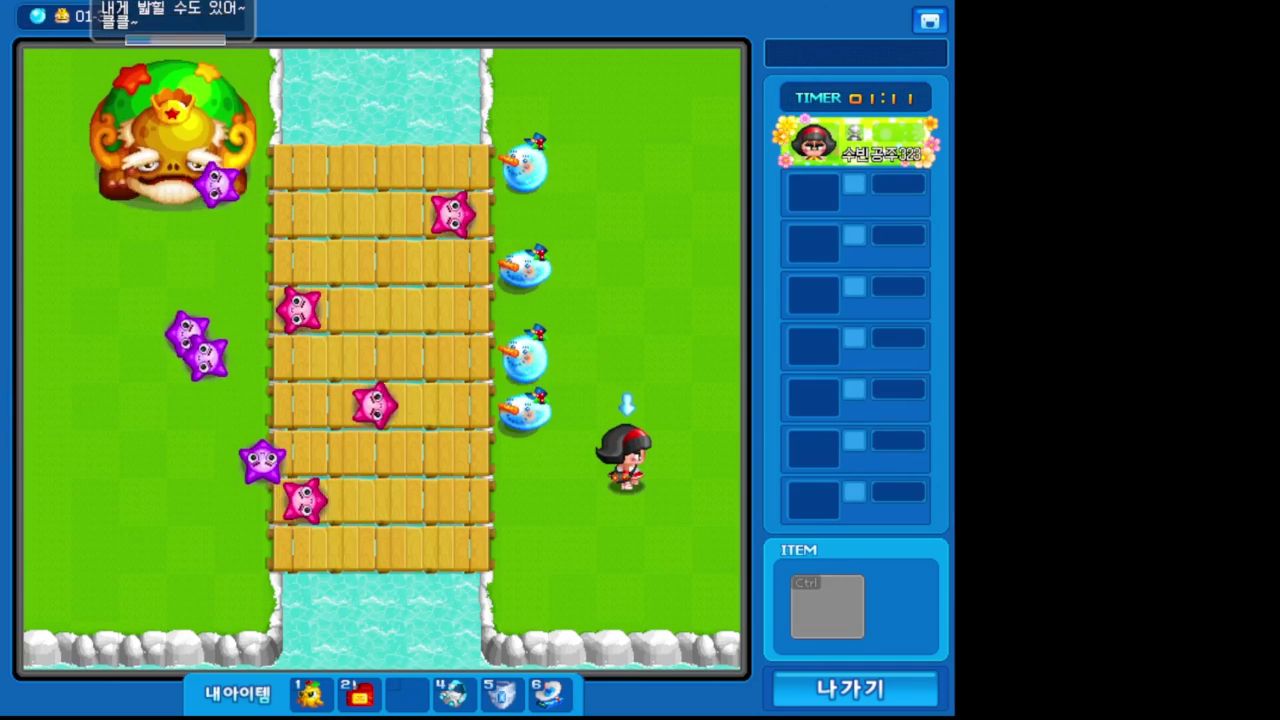 내게 밟힐 수도 있어~
클클~
01-
TIMER 01:11
수빈공주323
ITEM
Ctrl
내아이템
1
2
4
5
6
나가기